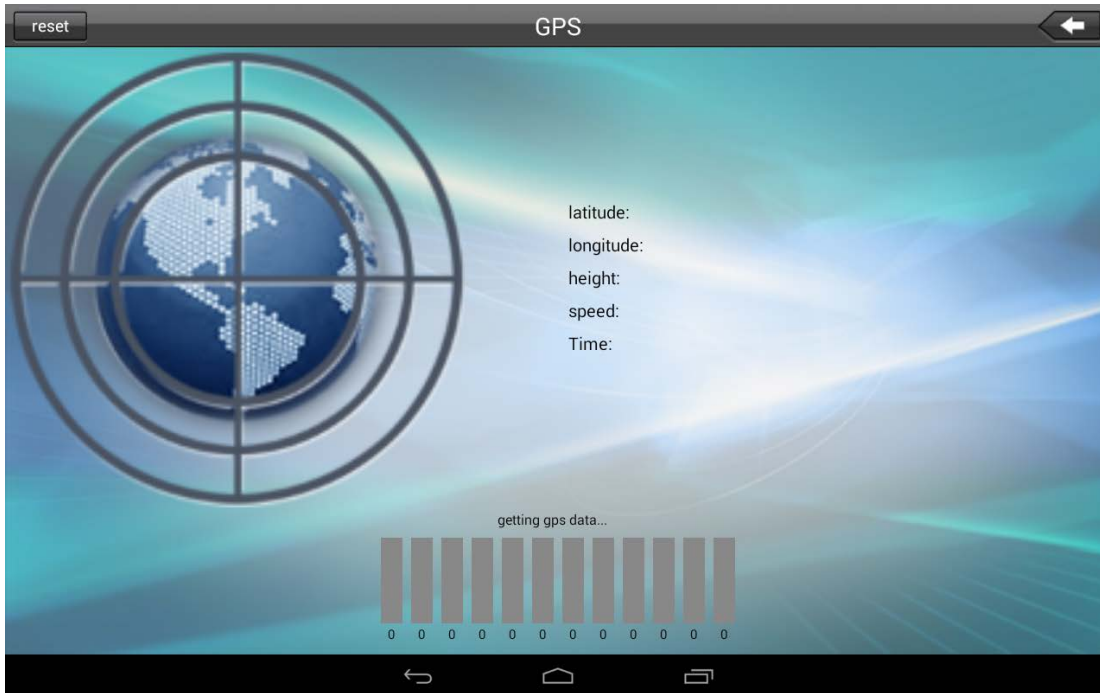 reset
GPS
latitude:
longitude:
height:
speed:
Time:
getting gps data...
0 0 0 0 0 0 0 0 0 0 0 0